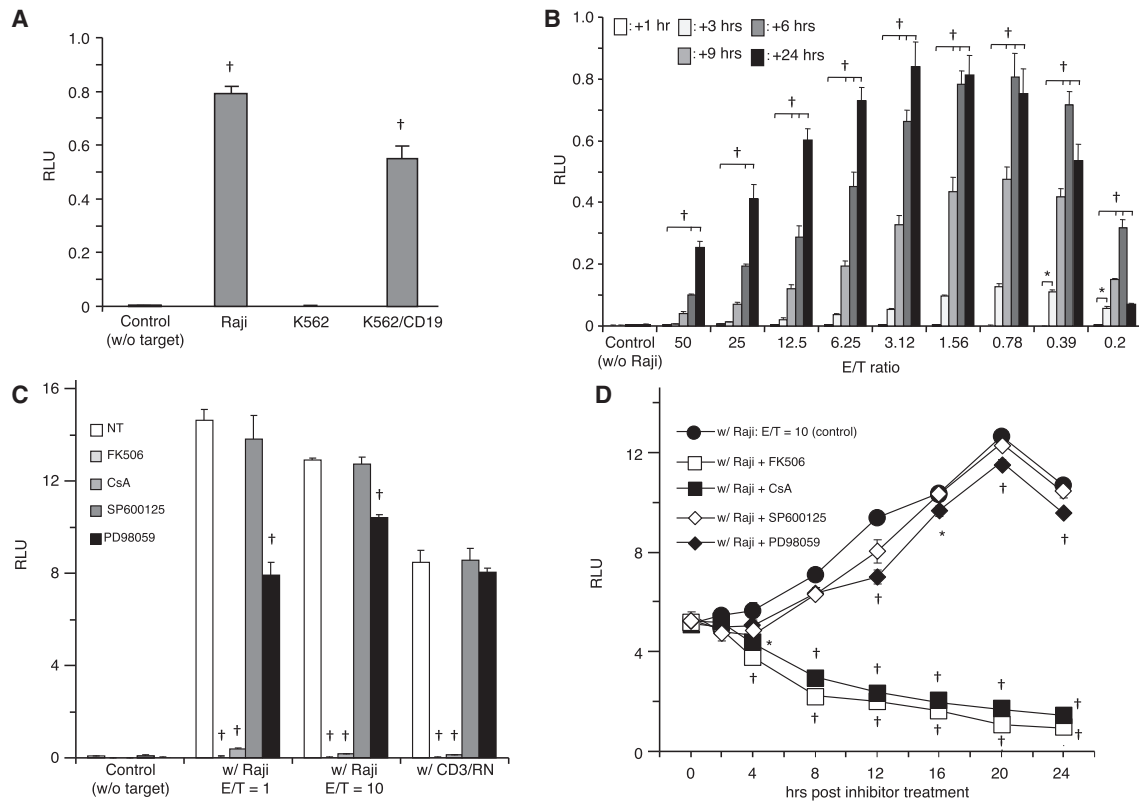 A
1.0
0.8
0.6
0.4
0.2
0
RLU
†
†
Control
(w/o target)
Raji
K562
K562/CD19
B
:+1 hr
:+3 hrs
:+6 hrs
:+9 hrs
:+24 hrs
1.0
0.8
0.6
0.4
0.2
0
RLU
† † † † † † † † †
* *
Control
(w/o Raji)
50 25 12.5 6.25 3.12 1.56 0.78 0.39 0.2
E/T ratio
C
16
12
8
4
0
RLU
NT
FK506
CsA
SP600125
PD98059
† † †
† † †
† †
Control
(w/o target)
w/ Raji
E/T = 1
w/ Raji
E/T = 10
w/ CD3/RN
D
w/ Raji: E/T = 10 (control)
w/ Raji + FK506
w/ Raji + CsA
w/ Raji + SP600125
w/ Raji + PD98059
12
8
4
0
RLU
† * † †
* † † † † †
† † † † † †
0 4 8 12 16 20 24
hrs post inhibitor treatment